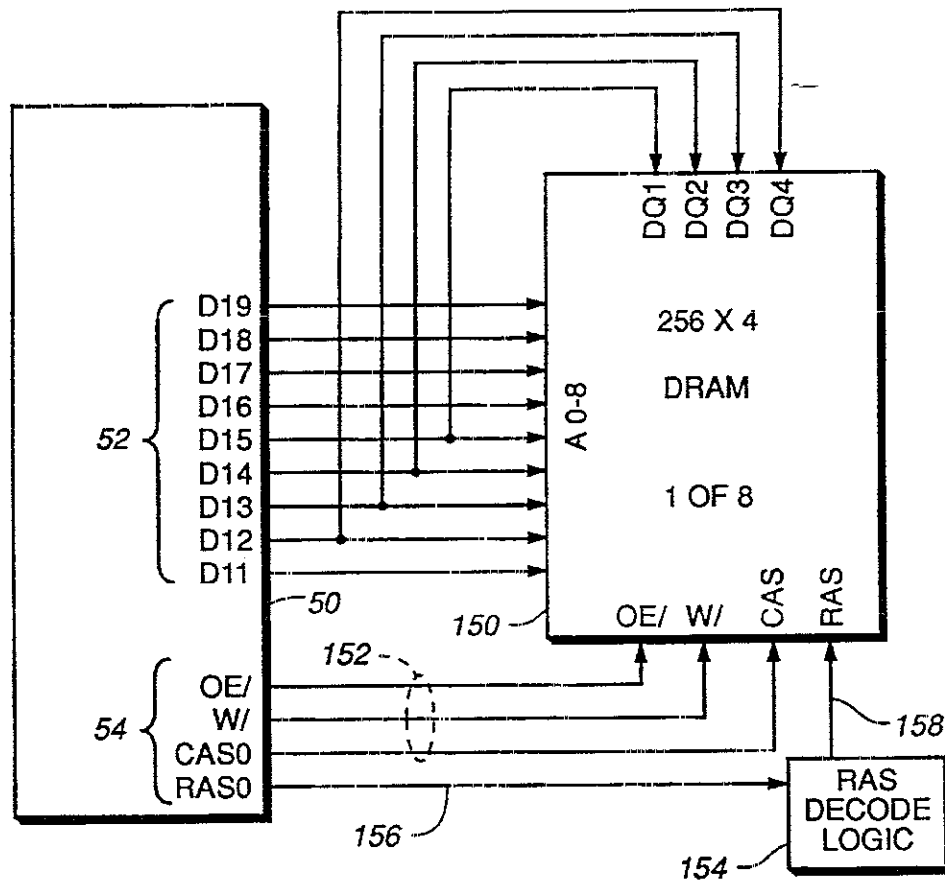 DQ1
DQ2
DQ3
DQ4
52
D19
D18
D17
D16
D15
D14
D13
D12
D11
A 0-8
256 X 4
DRAM
1 OF 8
50
150
OE/ W/ CAS RAS
152
54
OE/
W/
CAS0
RAS0
156
158
RAS
DECODE
LOGIC
154